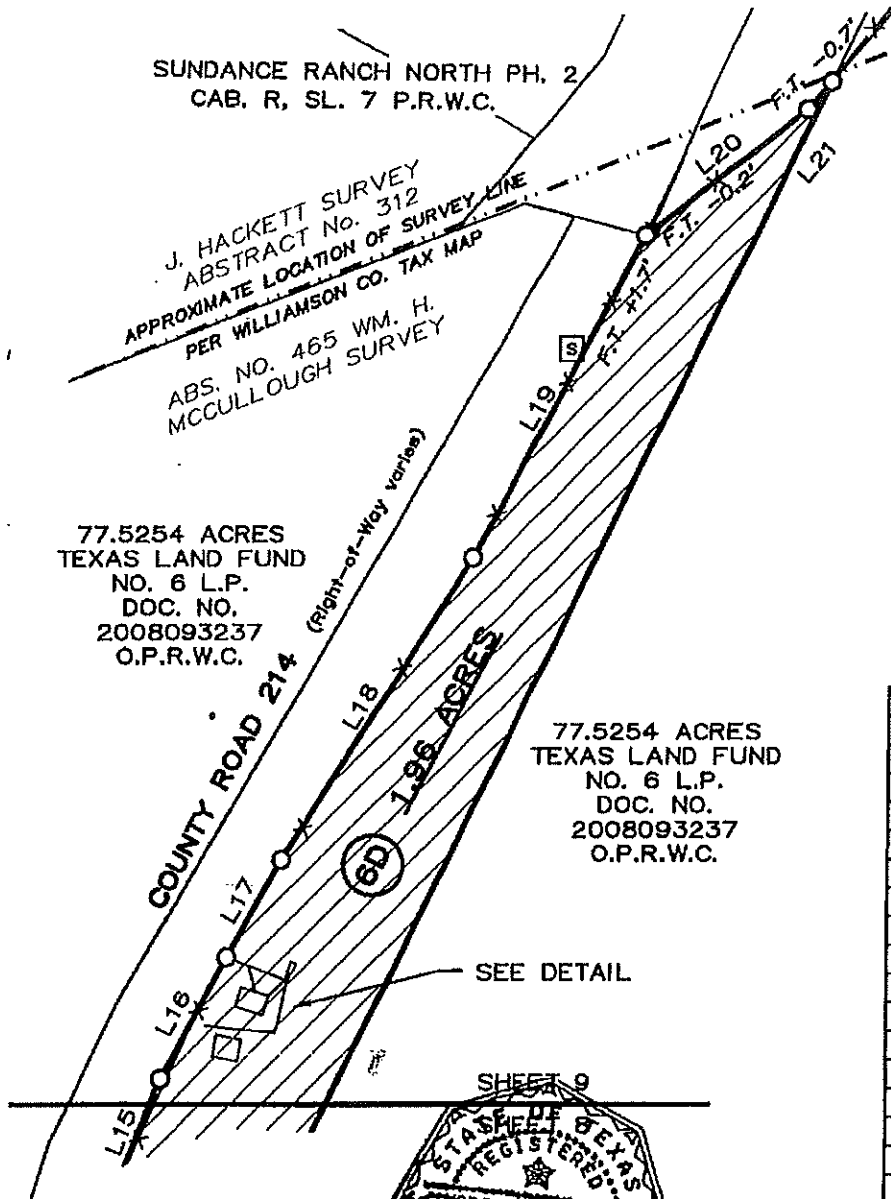 SUNDANCE RANCH NORTH PH. 2
CAB. R, SL. 7 P.R.W.C.
F.T. -0.7'
L20
L21
F.T. -0.2'
J. HACKETT SURVEY
ABSTRACT No. 312
APPROXIMATE LOCATION OF SURVEY LINE
PER WILLIAMSON CO. TAX MAP
ABS. NO. 465 WM. H.
MCCULLOUGH SURVEY
F.T. +1.7'
S
L19
77.5254 ACRES
TEXAS LAND FUND
NO. 6 L.P.
DOC. NO.
2008093237
O.P.R.W.C.
COUNTY ROAD 214 (Right-of-Way varies)
L18
1.96 ACRES
6D
77.5254 ACRES
TEXAS LAND FUND
NO. 6 L.P.
DOC. NO.
2008093237
O.P.R.W.C.
L17
SEE DETAIL
L16
L15
SHEET 9
SHEET 8
STATE OF TEXAS
REGISTERED